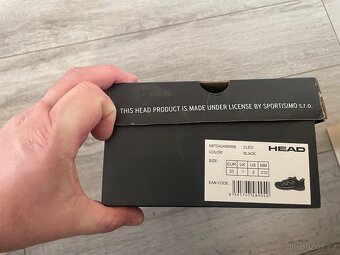 THIS HEAD PRODUCT IS MADE UNDER LICENSE BY SPORTISIMO s.r.o.
CLEO
HEAD
COLOR:
BLACK
SIZE:
EUR UK US MM
33 1 2 210
EAN CODE: